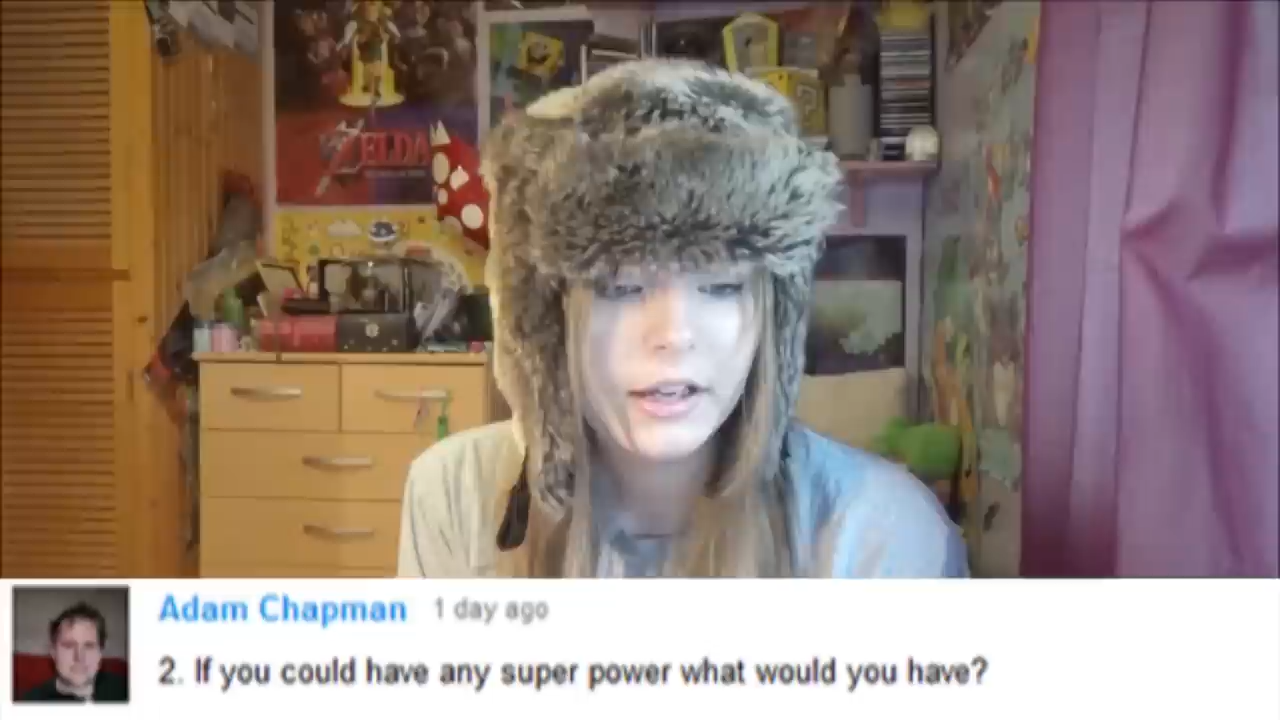 ZELDA
Adam Chapman 1 day ago
2. If you could have any super power what would you have?